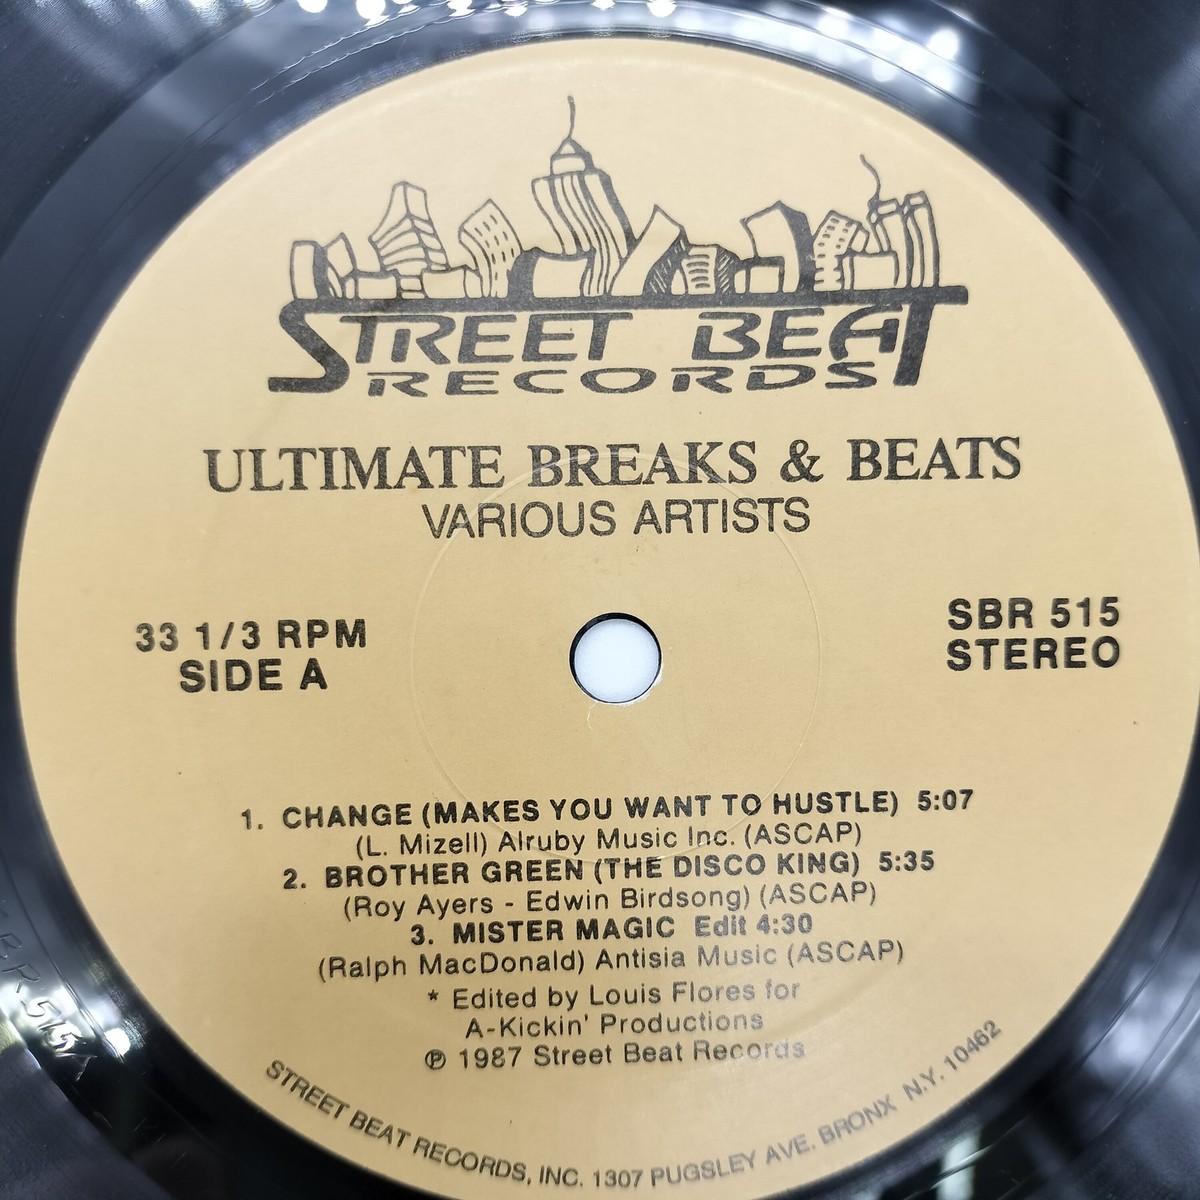 STREET BEAT
RECORDS
ULTIMATE BREAKS & BEATS
VARIOUS ARTISTS
33 1/3 RPM
SIDE A
SBR 515
STEREO
1. CHANGE (MAKES YOU WANT TO HUSTLE) 5:07
(L. Mizell) Alruby Music Inc. (ASCAP)
2. BROTHER GREEN (THE DISCO KING) 5:35
(Roy Ayers - Edwin Birdsong) (ASCAP)
3. MISTER MAGIC Edit 4:30
(Ralph MacDonald) Antisia Music (ASCAP)
* Edited by Louis Flores for
A-Kickin' Productions
℗ 1987 Street Beat Records
STREET BEAT RECORDS, INC. 1307 PUGSLEY AVE. BRONX N.Y. 10462